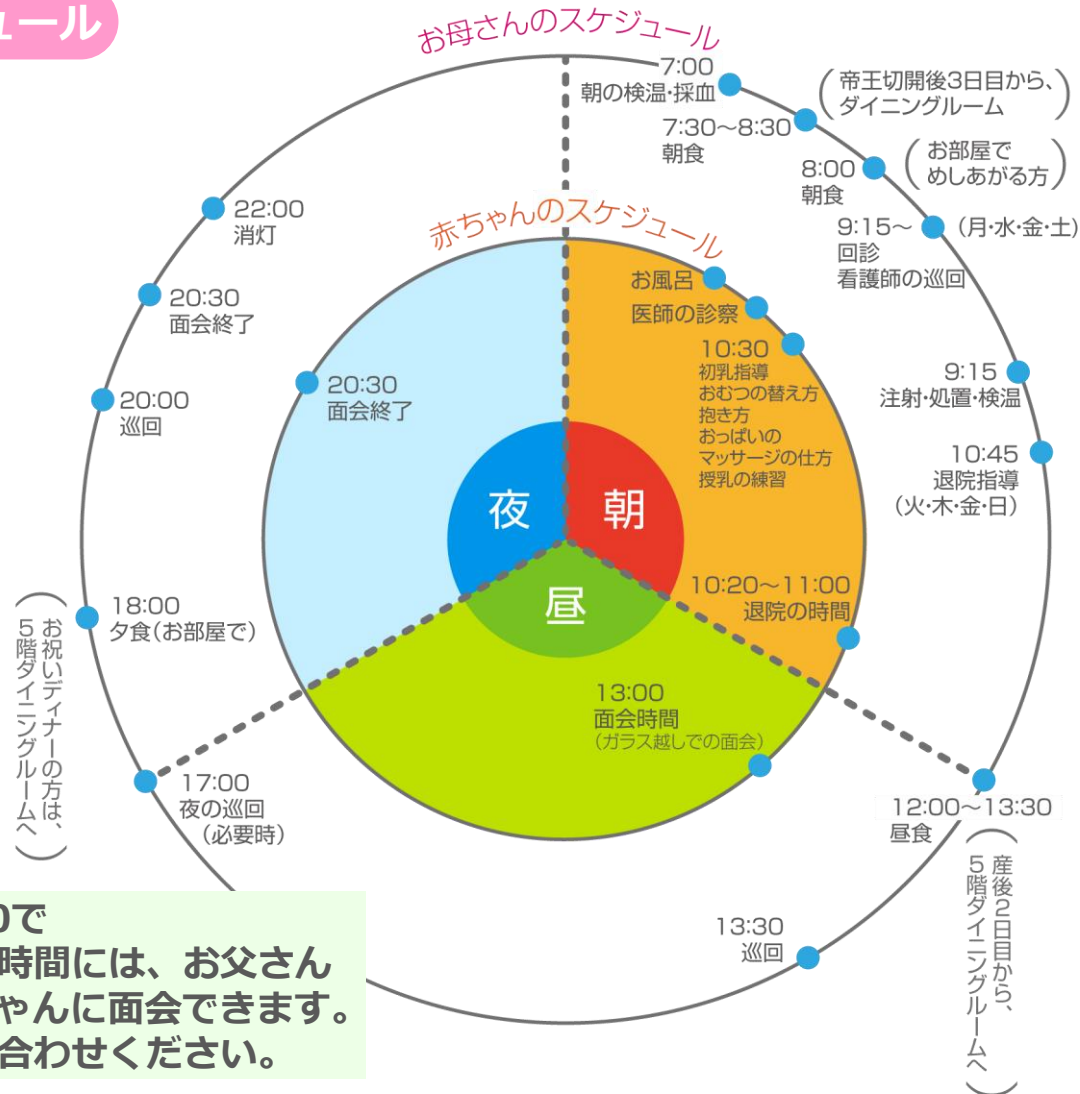 ュール
お母さんのスケジュール
7:00
朝の検温・採血
7:30〜8:30
朝食
(帝王切開後3日目から、
ダイニングルーム)
8:00
朝食
(お部屋で
めしあがる方)
9:15〜 (月・水・金・土)
回診
看護師の巡回
9:15
注射・処置・検温
10:45
退院指導
(火・木・金・日)
12:00〜13:30
昼食
(産後2日目から、
5階ダイニングルームへ)
13:30
巡回
17:00
夜の巡回
(必要時)
18:00
夕食(お部屋で)
(お祝いディナーの方は、
5階ダイニングルームへ)
20:00
巡回
20:30
面会終了
22:00
消灯
赤ちゃんのスケジュール
お風呂
医師の診察
10:30
初乳指導
おむつの替え方
抱き方
おっぱいの
マッサージの仕方
授乳の練習
10:20〜11:00
退院の時間
13:00
面会時間
(ガラス越しでの面会)
20:30
面会終了
朝
昼
夜
0で
時間には、お父さん
ゃんに面会できます。
合わせください。